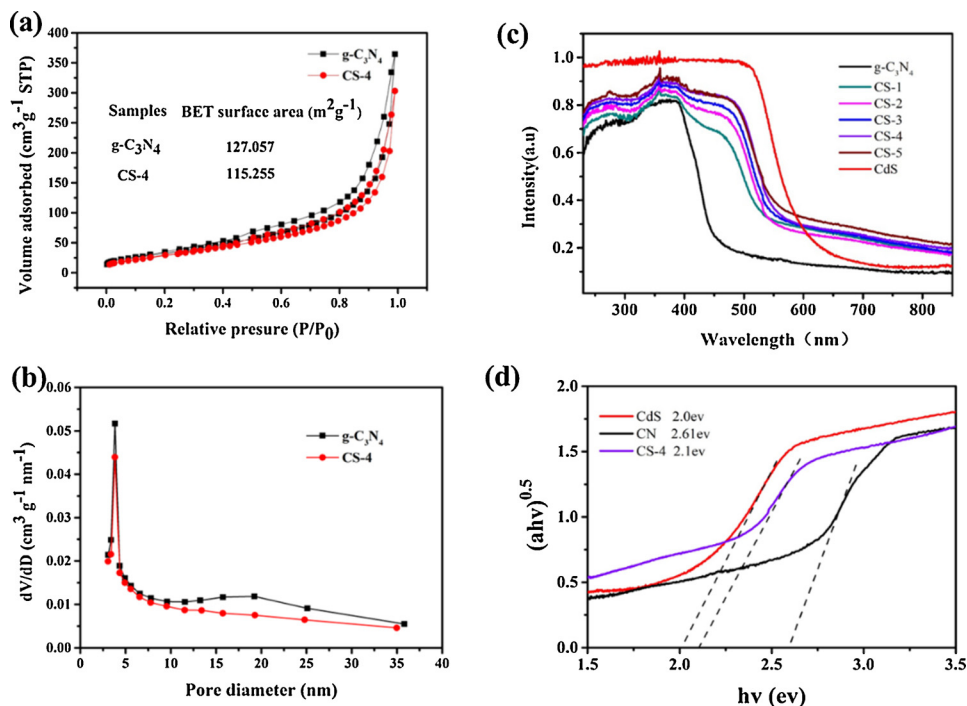 (a)
400
350
300
250
200
150
100
50
0
0.0 0.2 0.4 0.6 0.8 1.0
Volume adsorbed (cm³g⁻¹ STP)
Relative presure (P/P₀)
g-C₃N₄
CS-4
Samples BET surface area (m²g⁻¹)
g-C₃N₄ 127.057
CS-4 115.255
(c)
1.0
0.8
0.6
0.4
0.2
300 400 500 600 700 800
Intensity(a.u)
Wavelength（nm）
g-C₃N₄
CS-1
CS-2
CS-3
CS-4
CS-5
CdS
(b)
0.06
0.05
0.04
0.03
0.02
0.01
0.00
0 5 10 15 20 25 30 35 40
dV/dD (cm³ g⁻¹ nm⁻¹)
Pore diameter (nm)
g-C₃N₄
CS-4
(d)
2.0
1.5
1.0
0.5
0.0
1.5 2.0 2.5 3.0 3.5
(ahv)⁰·⁵
hv (ev)
CdS 2.0ev
CN 2.61ev
CS-4 2.1ev